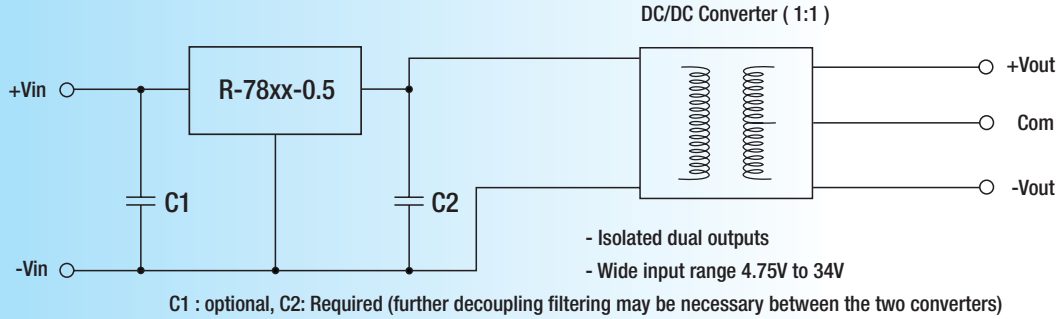 DC/DC Converter ( 1:1 )
+Vin
R-78xx-0.5
+Vout
Com
C1
C2
-Vout
- Isolated dual outputs
-Vin
- Wide input range 4.75V to 34V
C1 : optional, C2: Required (further decoupling filtering may be necessary between the two converters)